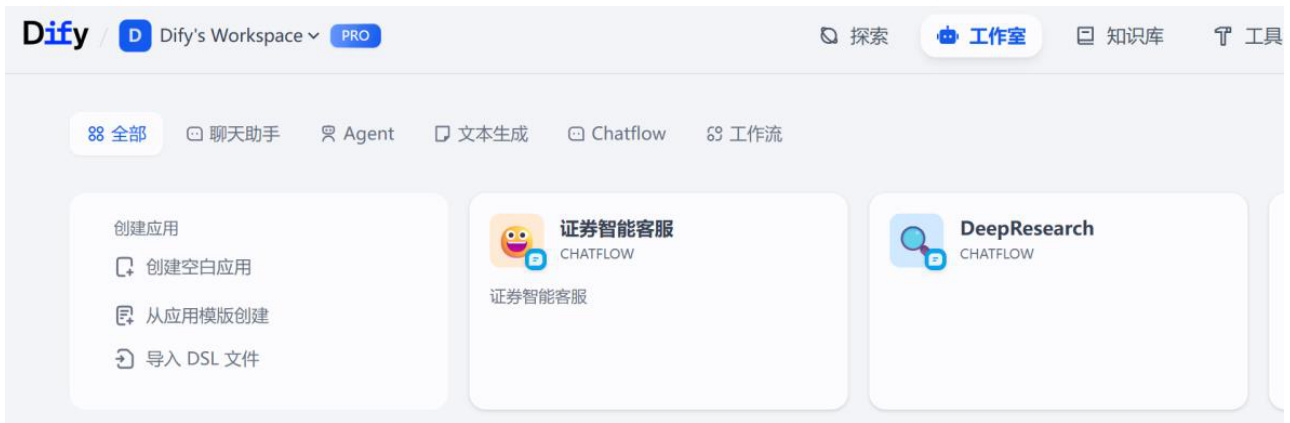 Dify / D Dify's Workspace PRO 探索 工作室 知识库 工具
全部 聊天助手 Agent 文本生成 Chatflow 工作流
创建应用
创建空白应用
从应用模版创建
导入 DSL 文件
证券智能客服
CHATFLOW
证券智能客服
DeepResearch
CHATFLOW